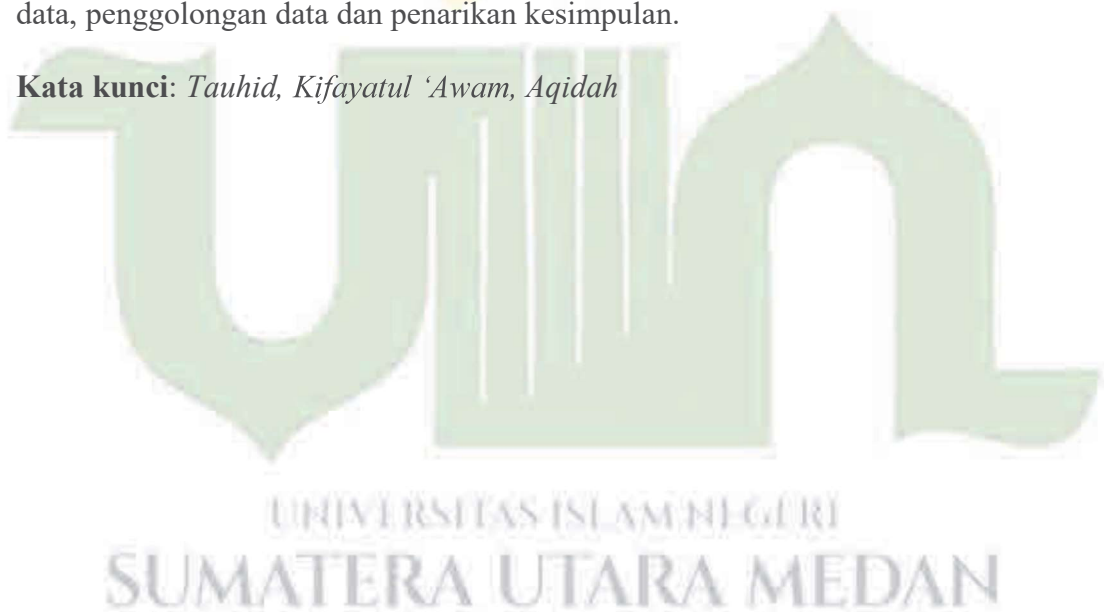 data, penggolongan data dan penarikan kesimpulan.
Kata kunci: Tauhid, Kifayatul ‘Awam, Aqidah
UNIVERSITAS ISLAM NEGERI
SUMATERA UTARA MEDAN